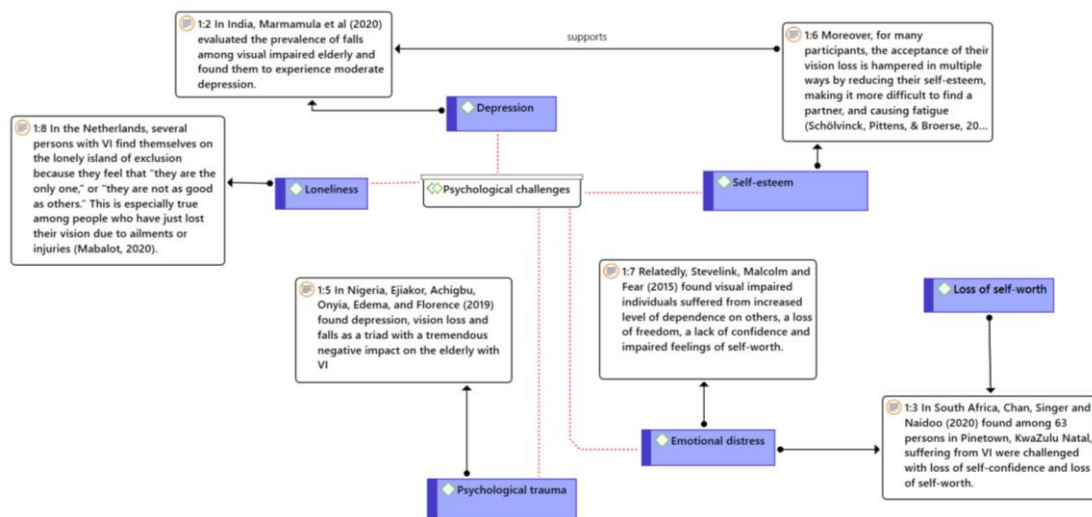 1:2 In India, Marmamula et al (2020)
evaluated the prevalence of falls
among visual impaired elderly and
found them to experience moderate
depression.
supports
1:6 Moreover, for many
participants, the acceptance of their
vision loss is hampered in multiple
ways by reducing their self-esteem,
making it more difficult to find a
partner, and causing fatigue
(Schölvinck, Pittens, & Broerse, 20...
Depression
1:8 In the Netherlands, several
persons with VI find themselves on
the lonely island of exclusion
because they feel that “they are the
only one,” or “they are not as good
as others.” This is especially true
among people who have just lost
their vision due to ailments or
injuries (Mabalot, 2020).
Loneliness
Psychological challenges
Self-esteem
1:5 In Nigeria, Ejiakor, Achigbu,
Onyia, Edema, and Florence (2019)
found depression, vision loss and
falls as a triad with a tremendous
negative impact on the elderly with
VI
1:7 Relatedly, Stevelink, Malcolm and
Fear (2015) found visual impaired
individuals suffered from increased
level of dependence on others, a
loss of freedom, a lack of confidence and
impaired feelings of self-worth.
Loss of self-worth
1:3 In South Africa, Chan, Singer and
Naidoo (2020) found among 63
persons in Pinetown, KwaZulu Natal,
suffering from VI were challenged
with loss of self-confidence and loss
of self-worth.
Emotional distress
Psychological trauma